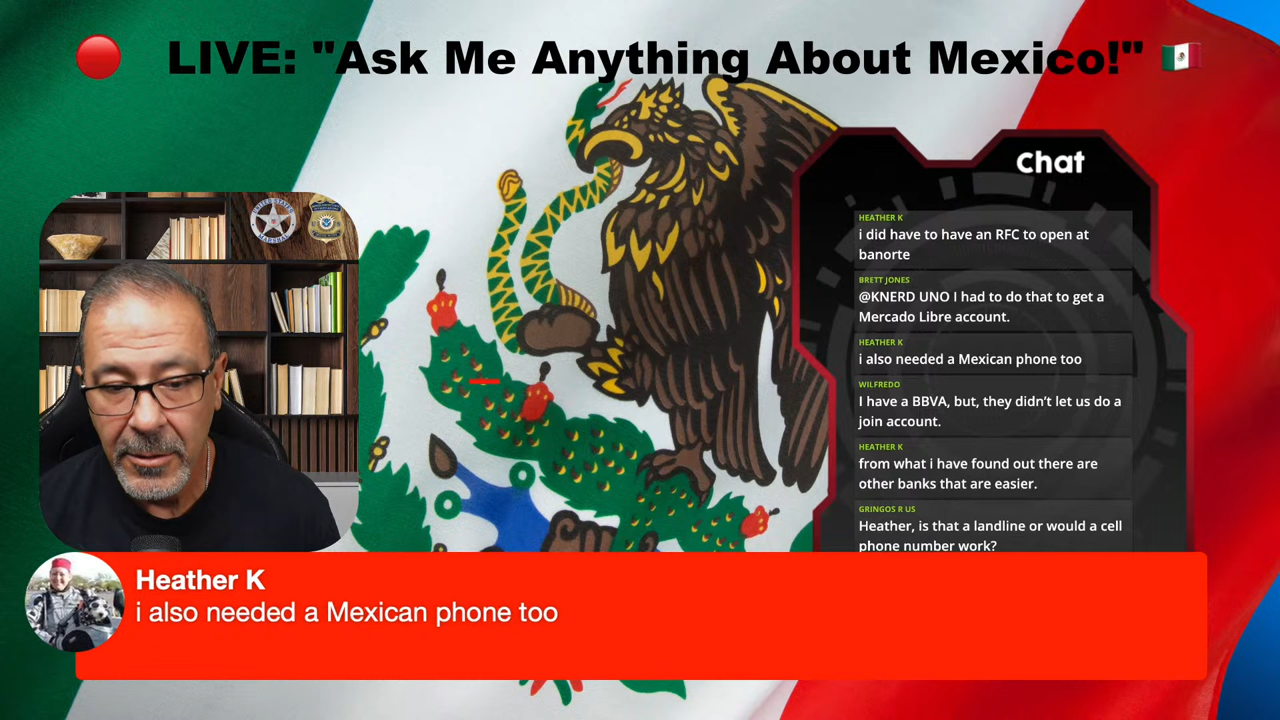 LIVE: "Ask Me Anything About Mexico!"
Chat
HEATHER K
i did have to have an RFC to open at
banorte
BRETT JONES
@KNERD UNO I had to do that to get a
Mercado Libre account.
HEATHER K
i also needed a Mexican phone too
WILFREDO
I have a BBVA, but, they didn't let us do a
join account.
HEATHER K
from what i have found out there are
other banks that are easier.
GRINGOS R US
Heather, is that a landline or would a cell
phone number work?
Heather K
i also needed a Mexican phone too